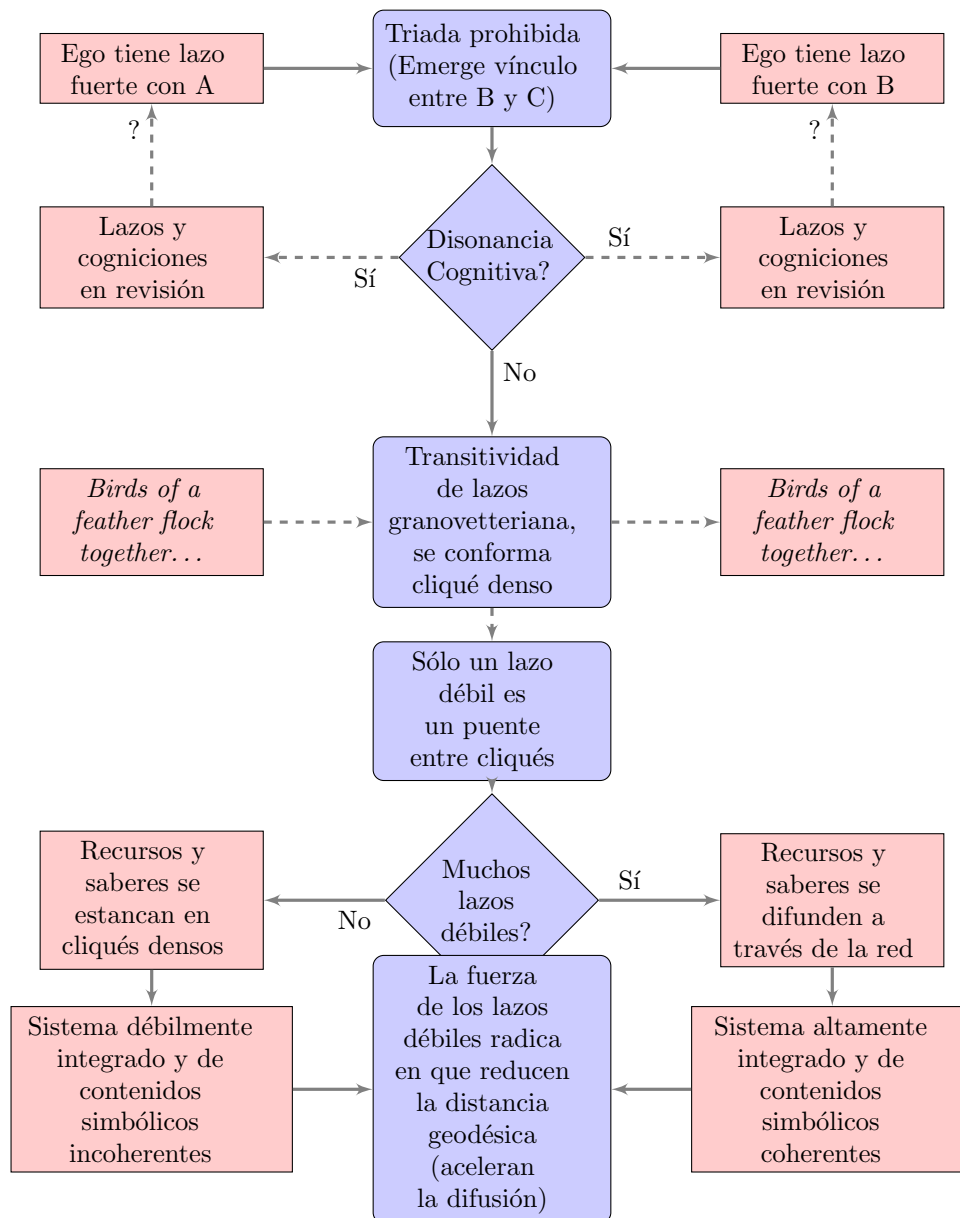 Ego tiene lazo
fuerte con A
Triada prohibida
(Emerge vínculo
entre B y C)
Ego tiene lazo
fuerte con B
?
?
Lazos y
cogniciones
en revisión
Sí
Disonancia
Cognitiva?
Sí
Lazos y
cogniciones
en revisión
No
Birds of a
feather flock
together...
Transitividad
de lazos
granovetteriana,
se conforma
cliqué denso
Birds of a
feather flock
together...
Sólo un lazo
débil es
un puente
entre cliqués
Recursos y
saberes se
estancan en
cliqués densos
No
Muchos
lazos
débiles?
Sí
Recursos y
saberes se
difunden a
través de la red
Sistema débilmente
integrado y de
contenidos
simbólicos
incoherentes
La fuerza
de los lazos
débiles radica
en que reducen
la distancia
geodésica
(aceleran
la difusión)
Sistema altamente
integrado y de
contenidos
simbólicos
coherentes